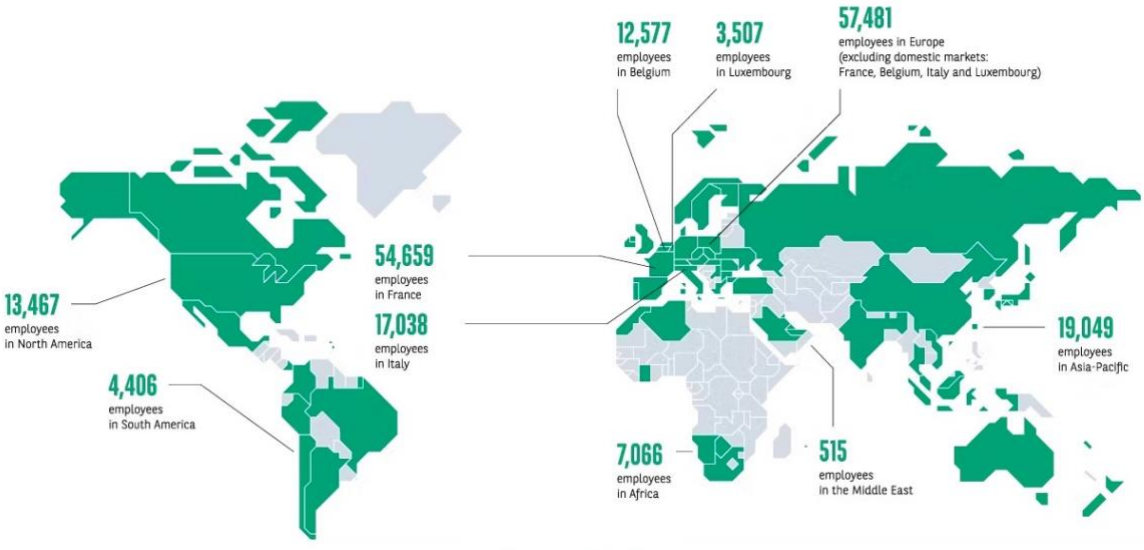 12,577
employees
in Belgium
3,507
employees
in Luxembourg
57,481
employees in Europe
(excluding domestic markets:
France, Belgium, Italy and Luxembourg)
54,659
employees
in France
13,467
employees
in North America
17,038
employees
in Italy
19,049
employees
in Asia-Pacific
4,406
employees
in South America
7,066
employees
in Africa
515
employees
in the Middle East